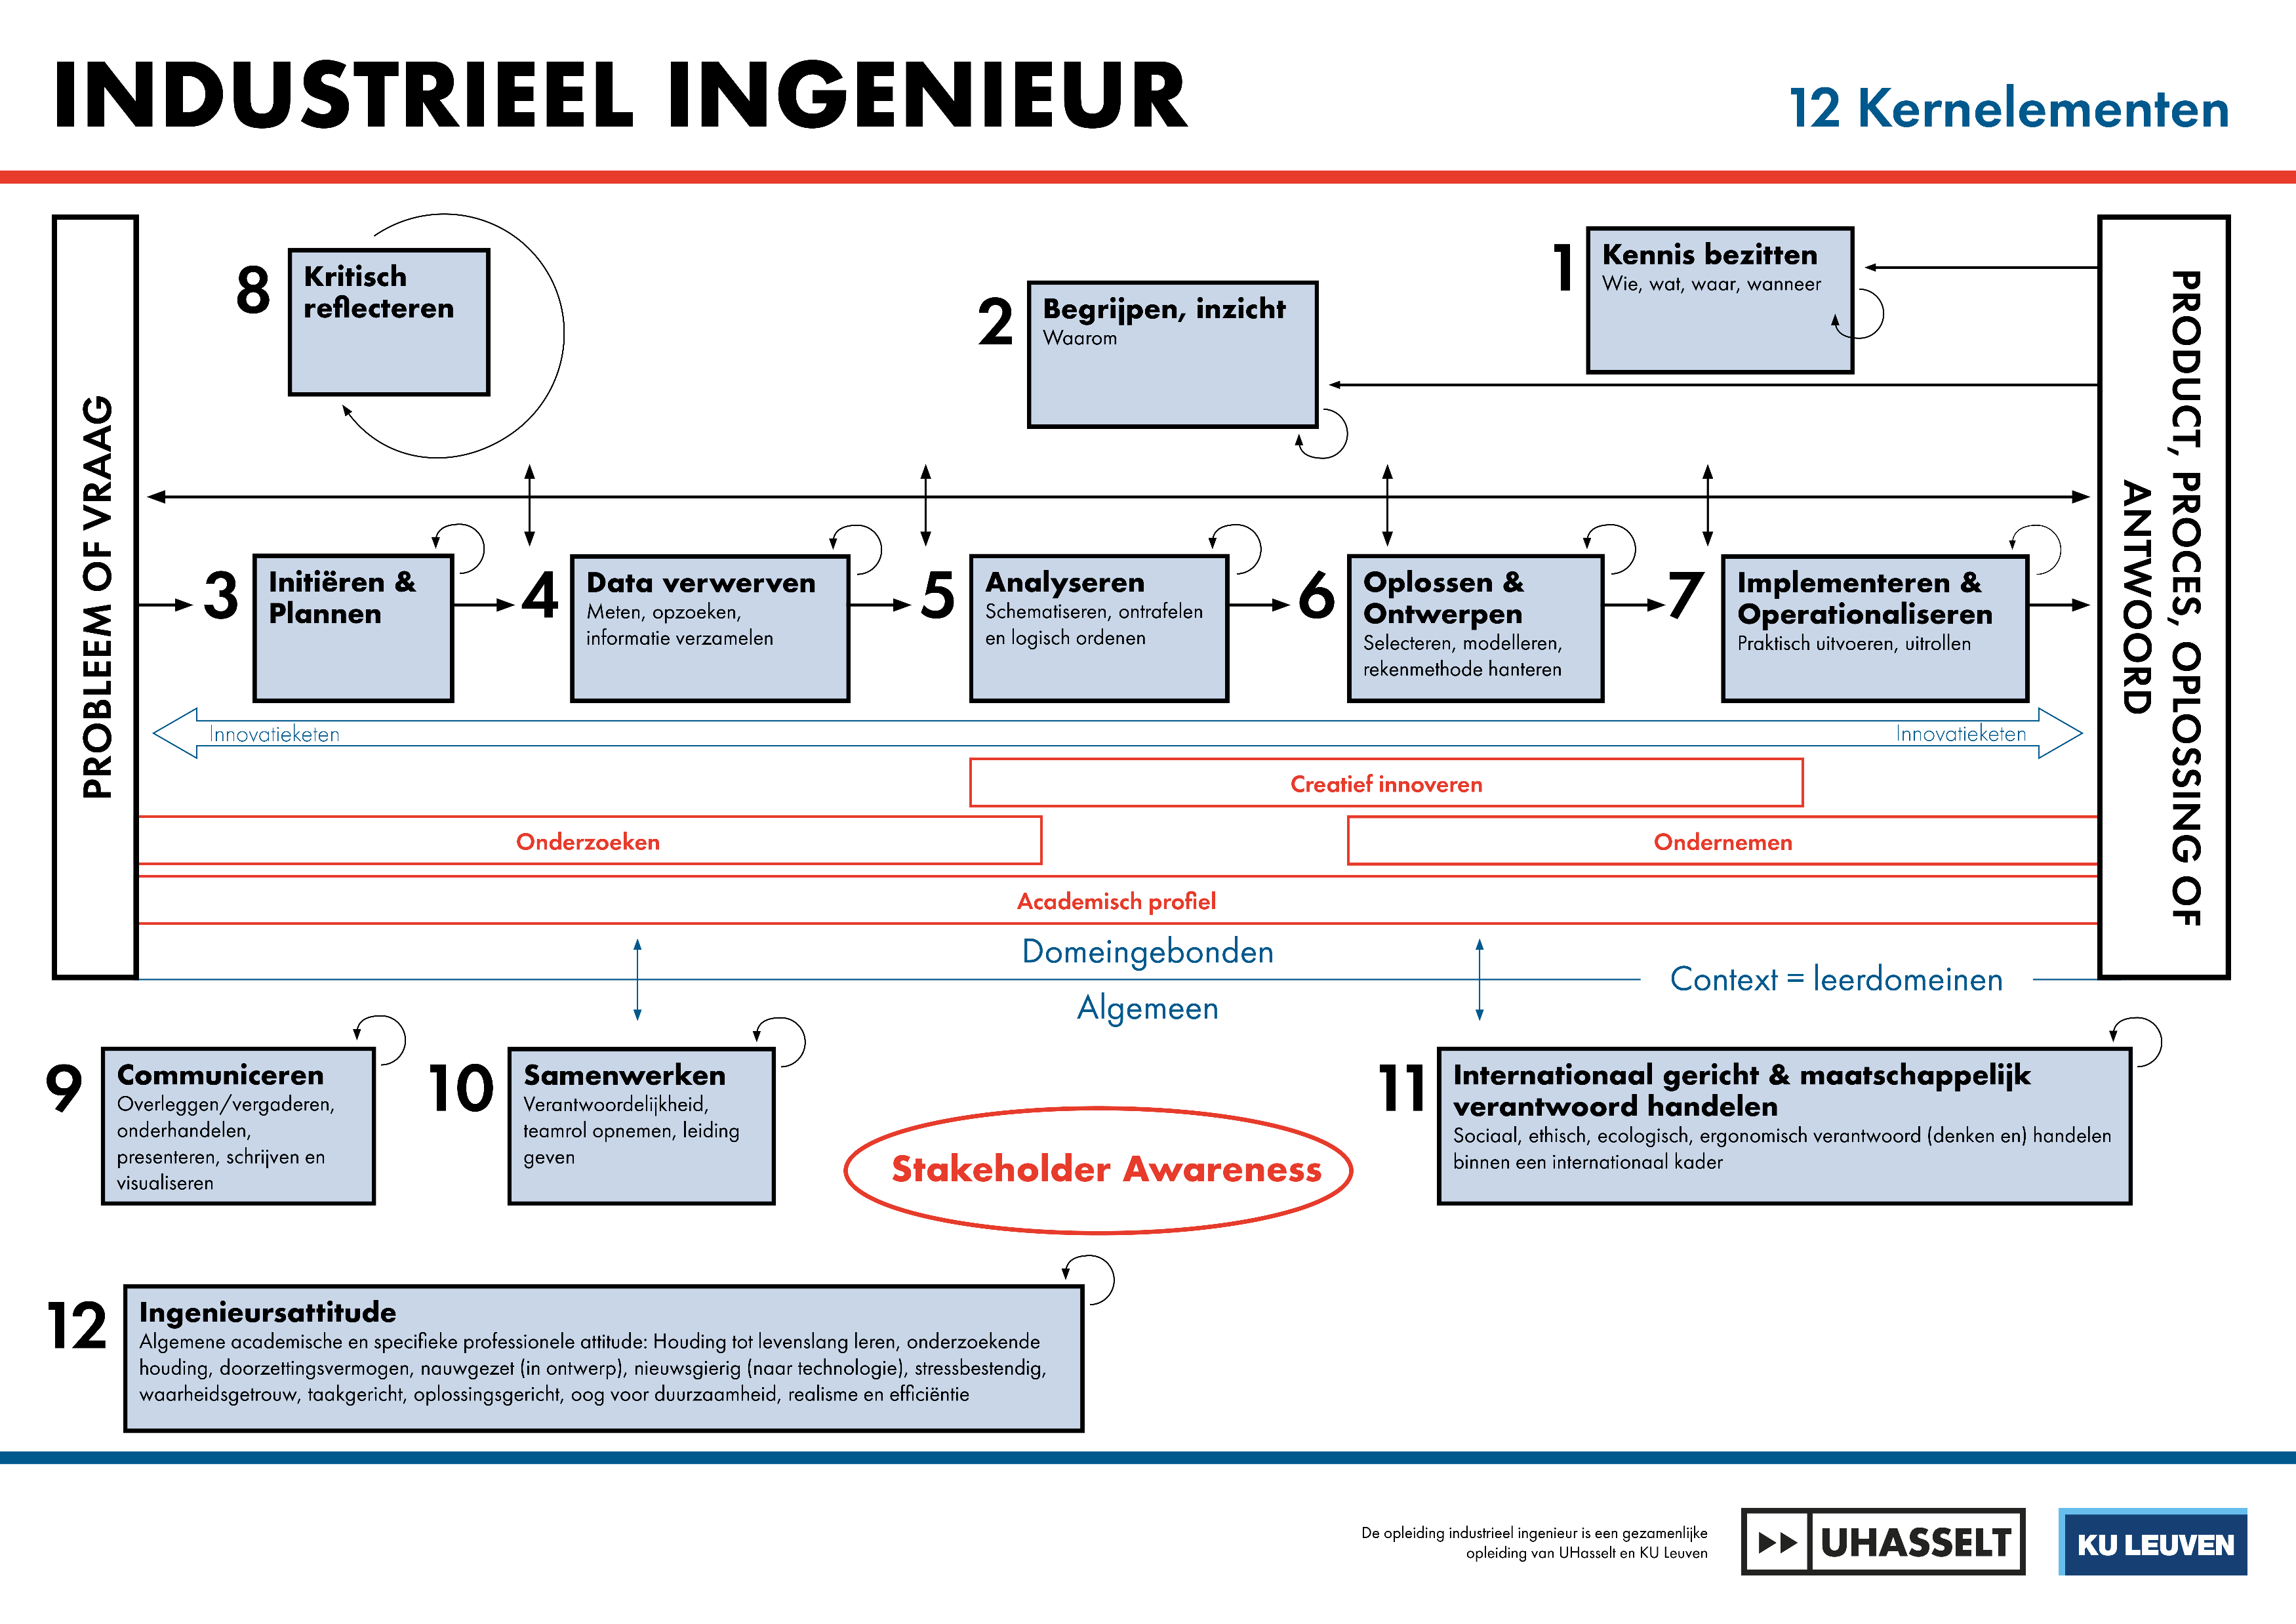 INDUSTRIEEL INGENIEUR
12 Kernelementen
PROBLEEM OF VRAAG
8
Kritisch
reflecteren
2
Begrijpen, inzicht
Waarom
1
Kennis bezitten
Wie, wat, waar, wanneer
PRODUCT, PROCES, OPLOSSING OF
ANTWOORD
3
Initiëren &
Plannen
4
Data verwerven
Meten, opzoeken,
informatie verzamelen
5
Analyseren
Schematiseren, ontrafelen
en logisch ordenen
6
Oplossen &
Ontwerpen
Selecteren, modelleren,
rekenmethode hanteren
7
Implementeren &
Operationaliseren
Praktisch uitvoeren, uitrollen
Innovatieketen
Innovatieketen
Creatief innoveren
Onderzoeken
Ondernemen
Academisch profiel
Domeingebonden
Context = leerdomeinen
Algemeen
9
Communiceren
Overleggen/vergaderen,
onderhandelen,
presenteren, schrijven en
visualiseren
10
Samenwerken
Verantwoordelijkheid,
teamrol opnemen, leiding
geven
Stakeholder Awareness
11
Internationaal gericht & maatschappelijk
verantwoord handelen
Sociaal, ethisch, ecologisch, ergonomisch verantwoord (denken en) handelen
binnen een internationaal kader
12
Ingenieursattitude
Algemene academische en specifieke professionele attitude: Houding tot levenslang leren, onderzoekende
houding, doorzettingsvermogen, nauwgezet (in ontwerp), nieuwsgierig (naar technologie), stressbestendig,
waarheidsgetrouw, taakgericht, oplossingsgericht, oog voor duurzaamheid, realisme en efficiëntie
De opleiding industrieel ingenieur is een gezamenlijke
opleiding van UHasselt en KU Leuven
UHASSELT
KU LEUVEN